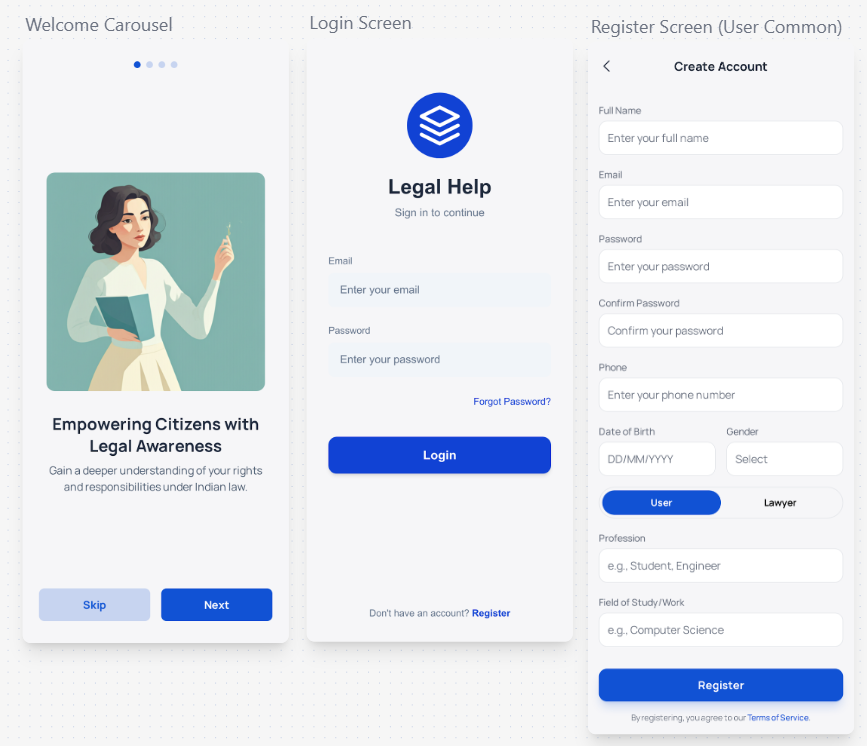 Welcome Carousel
Empowering Citizens with
Legal Awareness
Gain a deeper understanding of your rights
and responsibilities under Indian law.
Skip
Next
Login Screen
Legal Help
Sign in to continue
Email
Enter your email
Password
Enter your password
Forgot Password?
Login
Don't have an account? Register
Register Screen (User Common)
Create Account
Full Name
Enter your full name
Email
Enter your email
Password
Enter your password
Confirm Password
Confirm your password
Phone
Enter your phone number
Date of Birth
Gender
DD/MM/YYYY
Select
User
Lawyer
Profession
e.g., Student, Engineer
Field of Study/Work
e.g., Computer Science
Register
By registering, you agree to our Terms of Service.